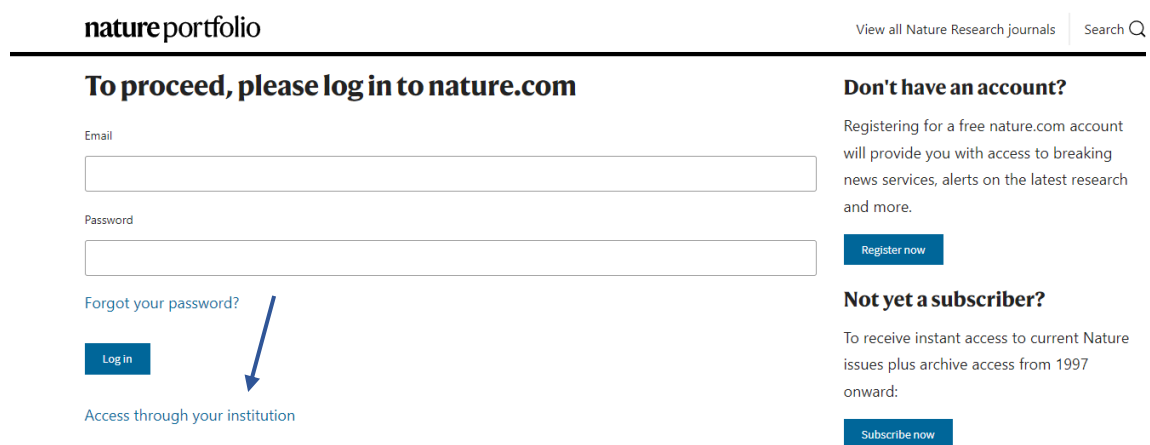 nature portfolio
View all Nature Research journals
Search
To proceed, please log in to nature.com
Email
Password
Forgot your password?
Log in
Access through your institution
Don't have an account?
Registering for a free nature.com account
will provide you with access to breaking
news services, alerts on the latest research
and more.
Register now
Not yet a subscriber?
To receive instant access to current Nature
issues plus archive access from 1997
onward:
Subscribe now